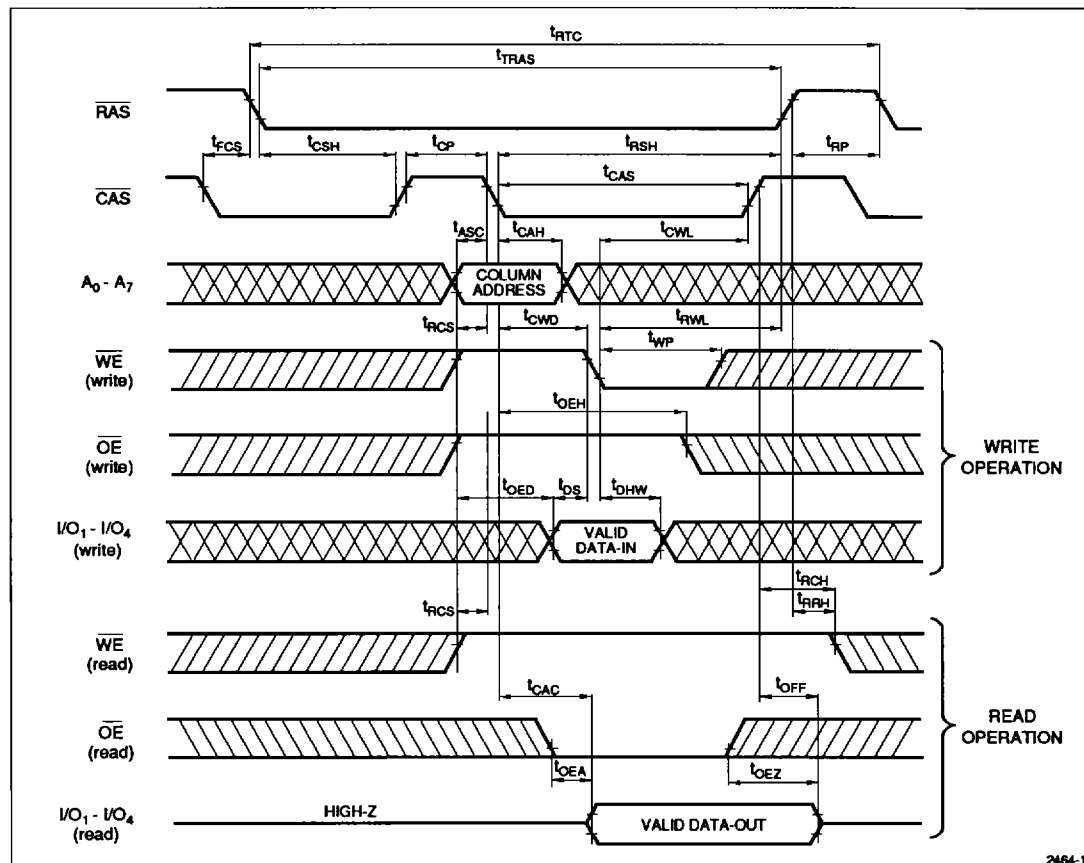 tRTC
tTRAS
RAS
tFCS tCSH tCP tRSH tRP
CAS
tCAS
tASC tCAH tCWL
A0 - A7
COLUMN
ADDRESS
tRCS tCWD tRWL
WE
(write)
tWP
tOEH
OE
(write)
WRITE
OPERATION
tOED tDS tDHW
I/O1 - I/O4
(write)
VALID
DATA-IN
tRCH
tRCS tRRH
WE
(read)
tCAC tOFF
OE
(read)
READ
OPERATION
tOEA tOEZ
I/O1 - I/O4
(read)
HIGH-Z
VALID DATA-OUT